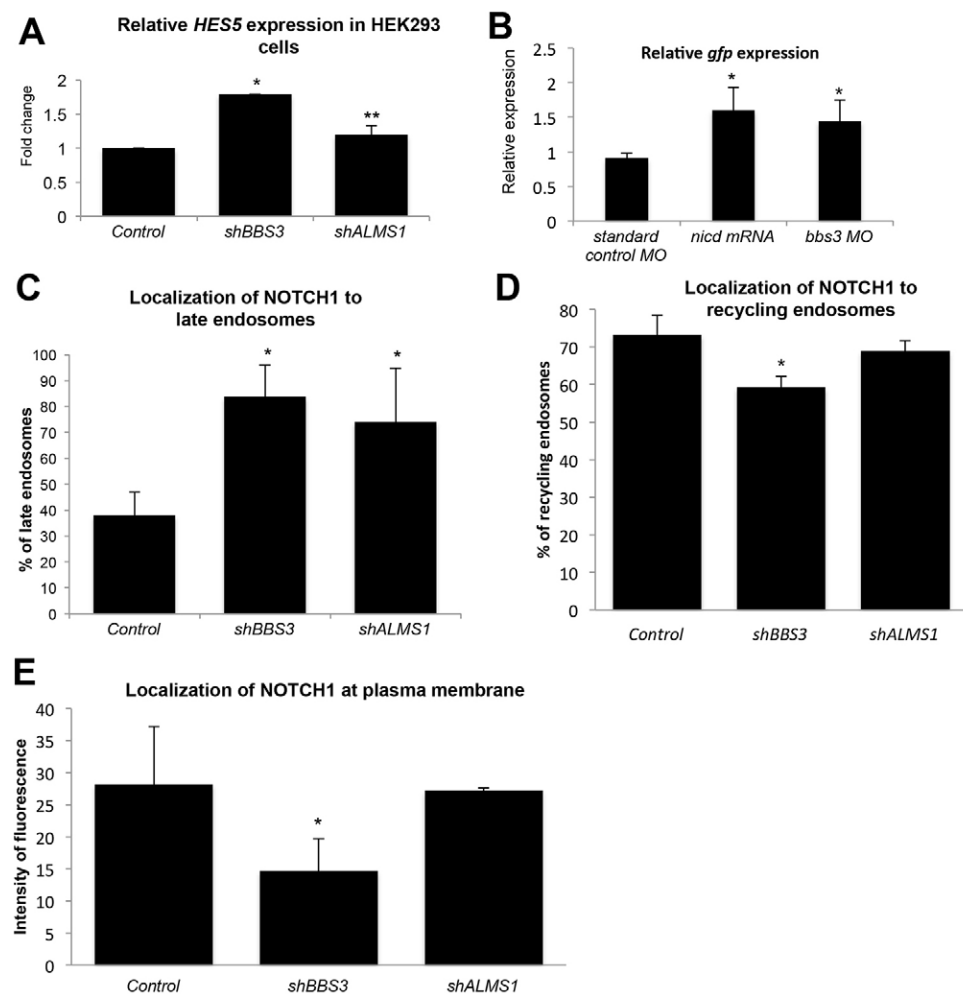 A
Relative HES5 expression in HEK293
cells
Fold change
2
1.5
1
0.5
0
*
**
Control
shBBS3
shALMS1
B
Relative gfp expression
Relative expression
2.5
2
1.5
1
0.5
0
*
*
standard
control MO
nicd mRNA
bbs3 MO
C
Localization of NOTCH1 to
late endosomes
% of late endosomes
100
90
80
70
60
50
40
30
20
10
0
*
*
Control
shBBS3
shALMS1
D
Localization of NOTCH1 to
recycling endosomes
% of recycling endosomes
80
70
60
50
40
30
20
10
0
*
Control
shBBS3
shALMS1
E
Localization of NOTCH1 at plasma membrane
Intensity of fluorescence
40
35
30
25
20
15
10
5
0
*
Control
shBBS3
shALMS1